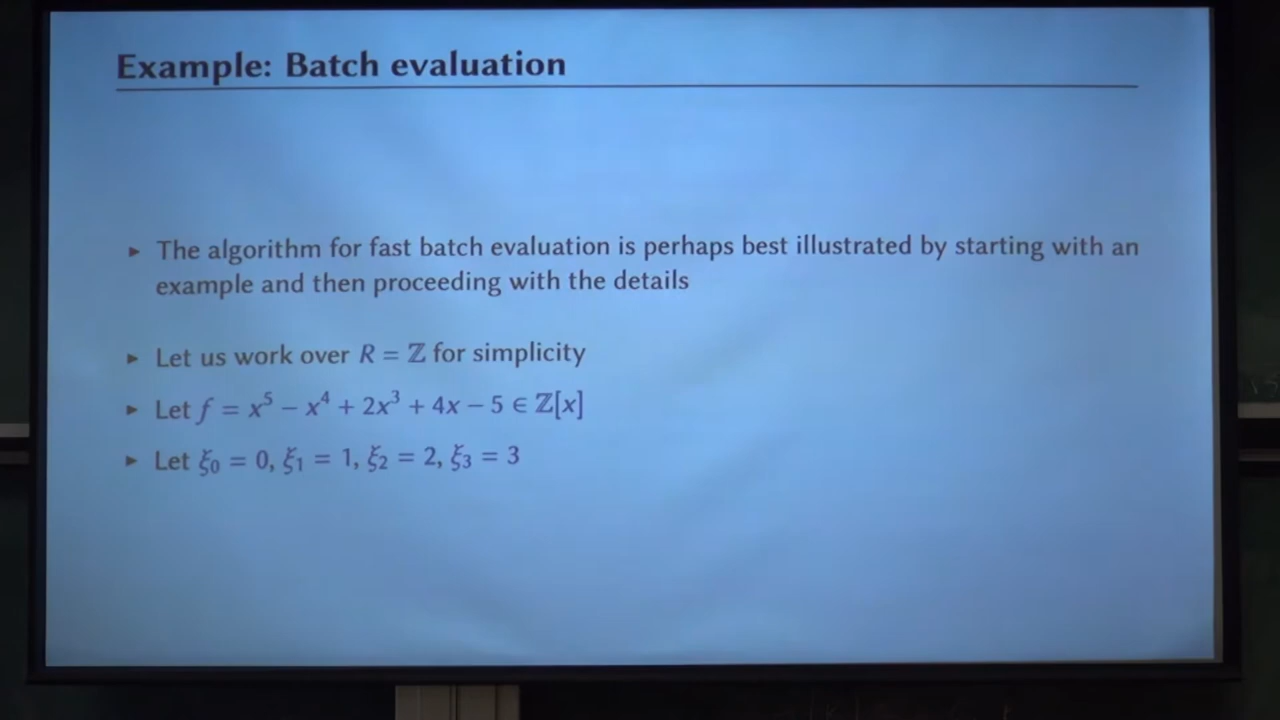 Example: Batch evaluation
▸ The algorithm for fast batch evaluation is perhaps best illustrated by starting with an
example and then proceeding with the details
▸ Let us work over R = ℤ for simplicity
▸ Let f = x⁵ − x⁴ + 2x³ + 4x − 5 ∈ ℤ[x]
▸ Let ξ₀ = 0, ξ₁ = 1, ξ₂ = 2, ξ₃ = 3